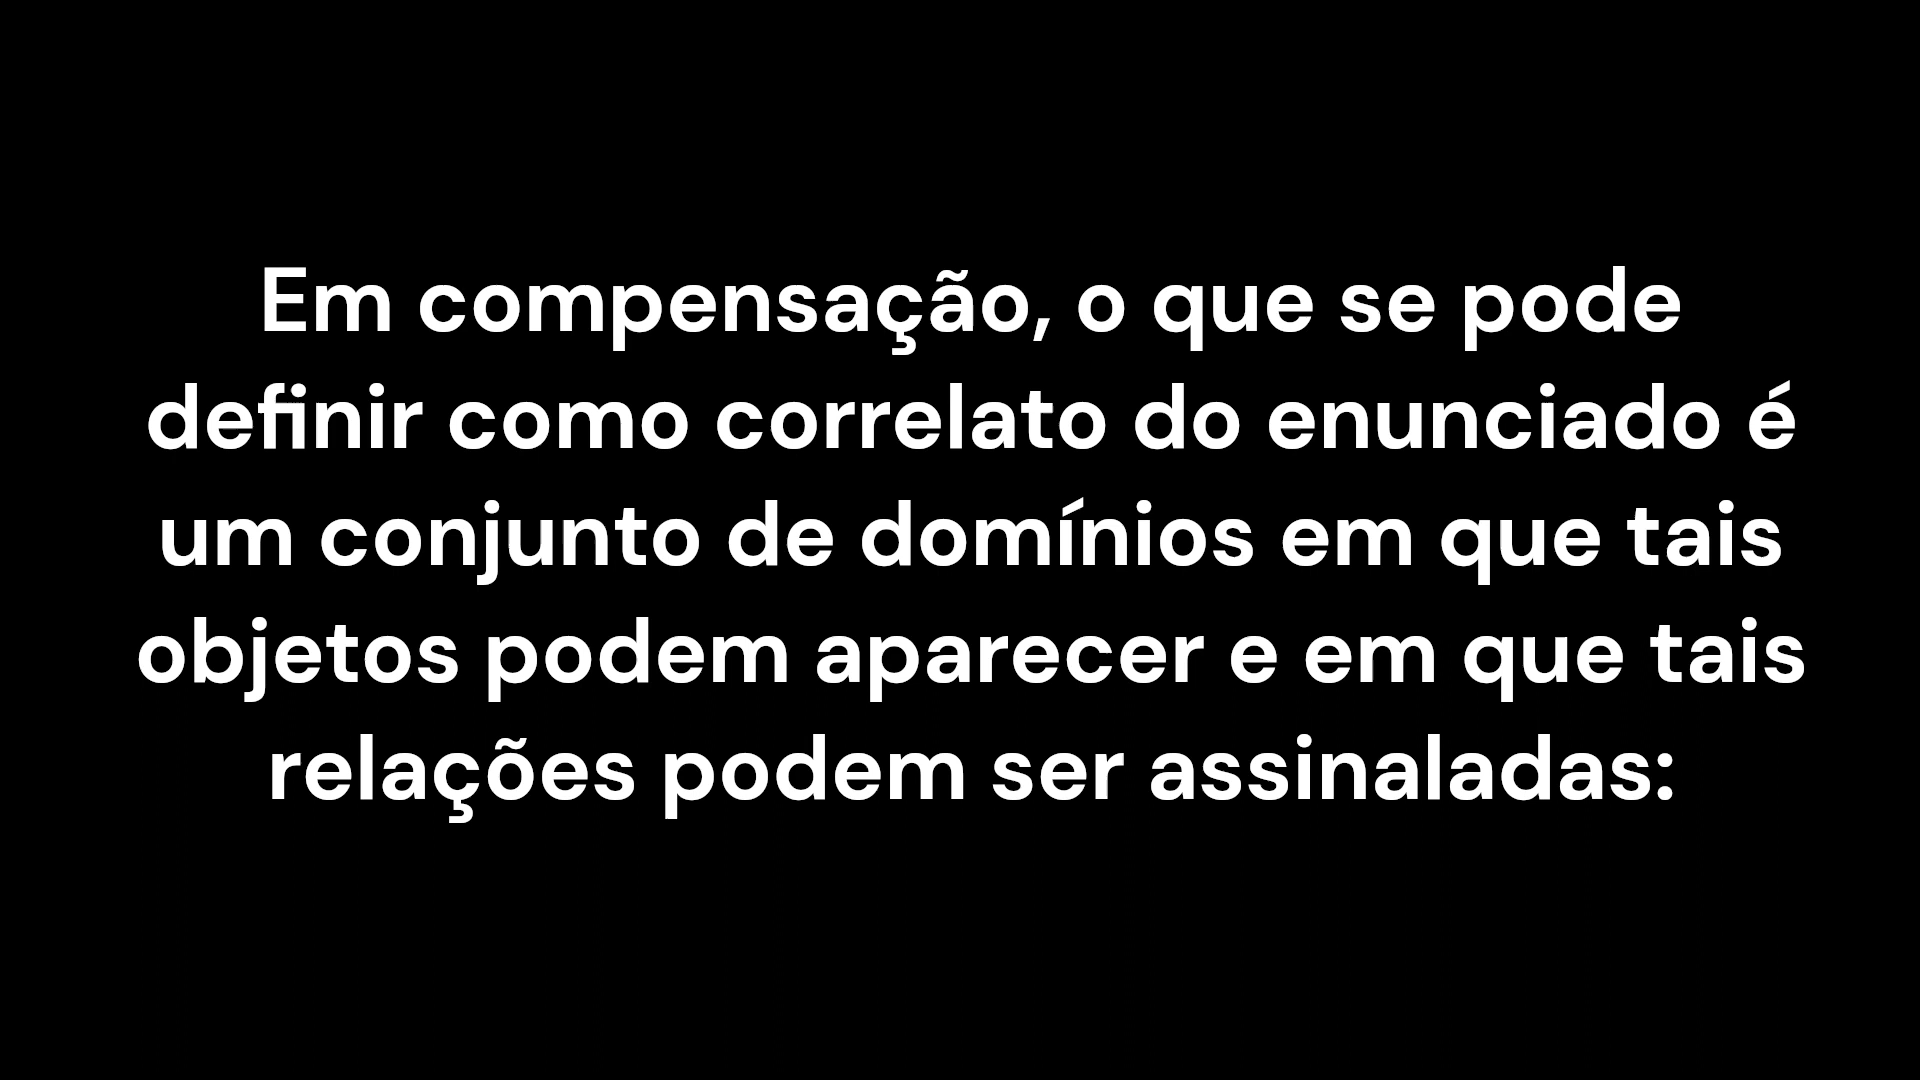 Em compensação, o que se pode
definir como correlato do enunciado é
um conjunto de domínios em que tais
objetos podem aparecer e em que tais
relações podem ser assinaladas: